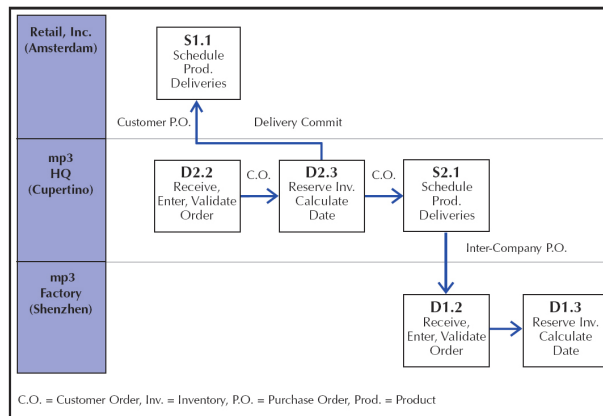 Retail, Inc.
(Amsterdam)
S1.1
Schedule
Prod.
Deliveries
Customer P.O.
Delivery Commit
mp3
HQ
(Cupertino)
D2.2
Receive,
Enter, Validate
Order
C.O.
D2.3
Reserve Inv.
Calculate
Date
C.O.
S2.1
Schedule
Prod.
Deliveries
Inter-Company P.O.
mp3
Factory
(Shenzhen)
D1.2
Receive,
Enter, Validate
Order
D1.3
Reserve Inv.
Calculate
Date
C.O. = Customer Order, Inv. = Inventory, P.O. = Purchase Order, Prod. = Product